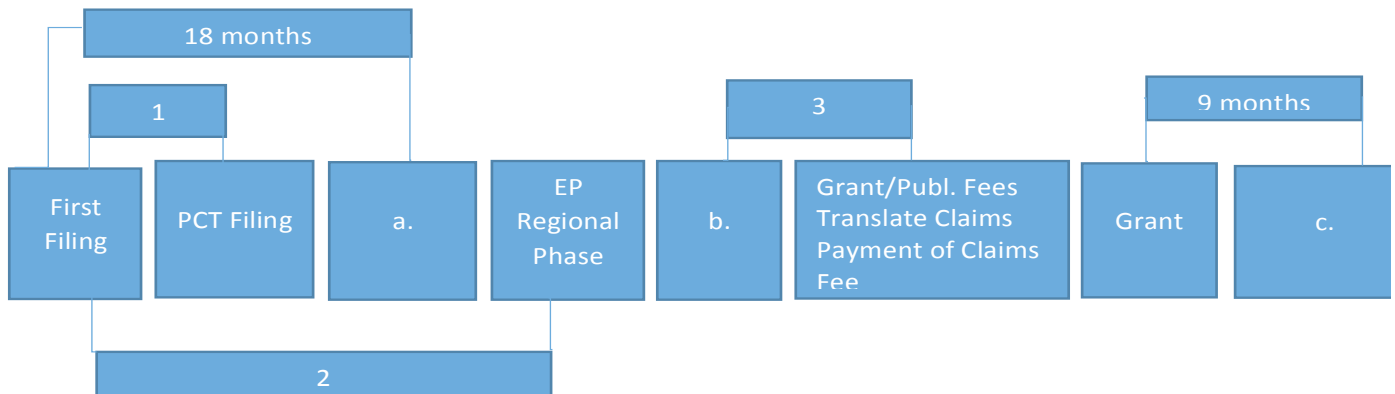 18 months
1
3
9 months
First
Filing
PCT Filing
a.
EP
Regional
Phase
b.
Grant/Publ. Fees
Translate Claims
Payment of Claims
Fee
Grant
c.
2